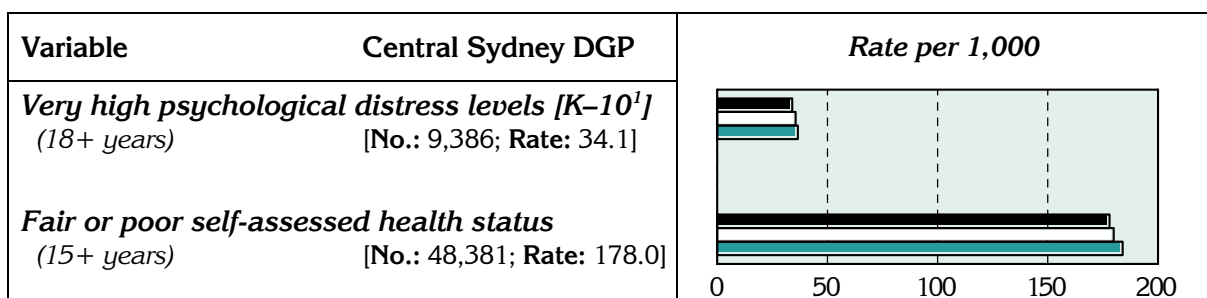 Variable Central Sydney DGP Rate per 1,000
Very high psychological distress levels [K–10¹]
(18+ years) [No.: 9,386; Rate: 34.1]
Fair or poor self-assessed health status
(15+ years) [No.: 48,381; Rate: 178.0]
0 50 100 150 200